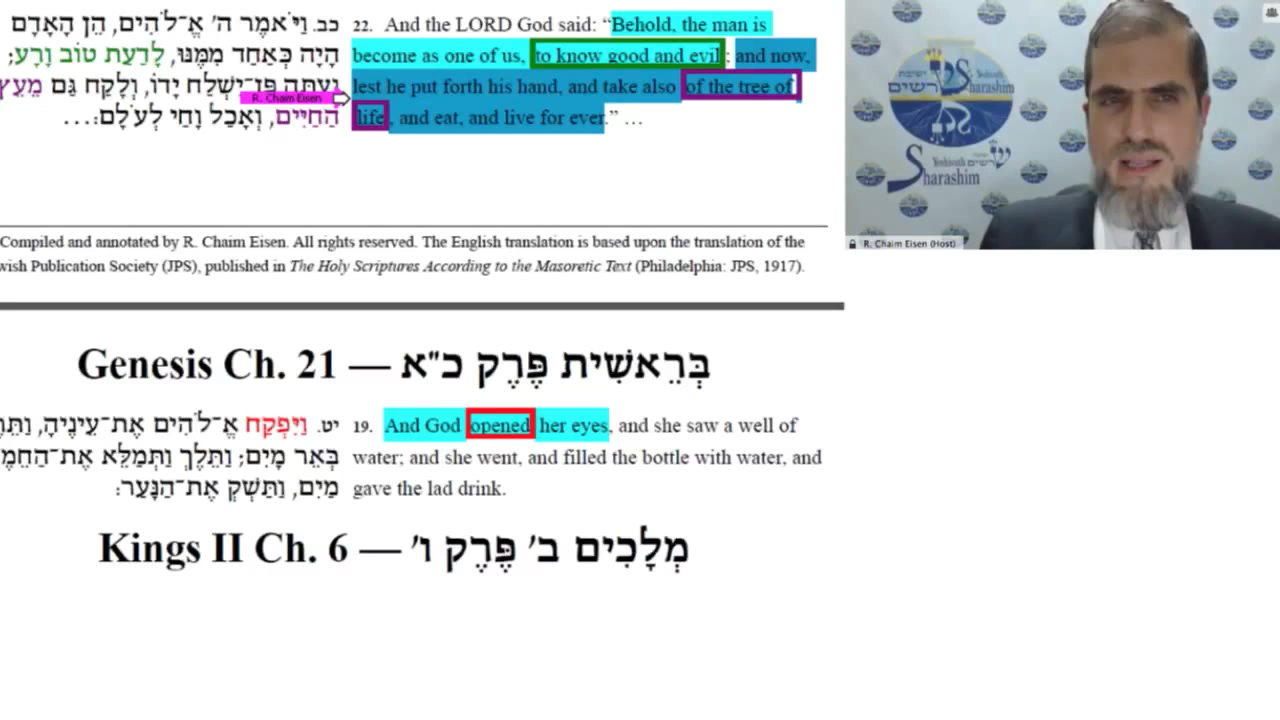 כב. וַיֹּאמֶר ה' אֱ־לֹהִים, הֵן הָאָדָם
הָיָה כְּאַחַד מִמֶּנּוּ, לָדַעַת טוֹב וָרָע;
פֶּן־יִשְׁלַח יָדוֹ, וְלָקַח גַּם מֵעֵץ
הַחַיִּים, וְאָכַל וָחַי לְעֹלָם:...
22. And the LORD God said: “Behold, the man is
become as one of us, to know good and evil; and now,
lest he put forth his hand, and take also of the tree of
life, and eat, and live for ever.” …
R. Chaim Eisen
Compiled and annotated by R. Chaim Eisen. All rights reserved. The English translation is based upon the translation of the
wish Publication Society (JPS), published in The Holy Scriptures According to the Masoretic Text (Philadelphia: JPS, 1917).
Genesis Ch. 21 — בְּרֵאשִׁית פֶּרֶק כ"א
יט. וַיִּפְקַח אֱ־לֹהִים אֶת־עֵינֶיהָ,
בְּאֵר מָיִם; וַתֵּלֶךְ וַתְּמַלֵּא
מַיִם, וַתַּשְׁקְ אֶת־הַנָּעַר:
19. And God opened her eyes, and she saw a well of
water; and she went, and filled the bottle with water, and
gave the lad drink.
Kings II Ch. 6 — מְלָכִים ב' פֶּרֶק ו'
Yeshivath
Sharashim
שרשים
Yeshivath
Sharashim
R. Chaim Eisen (Host)